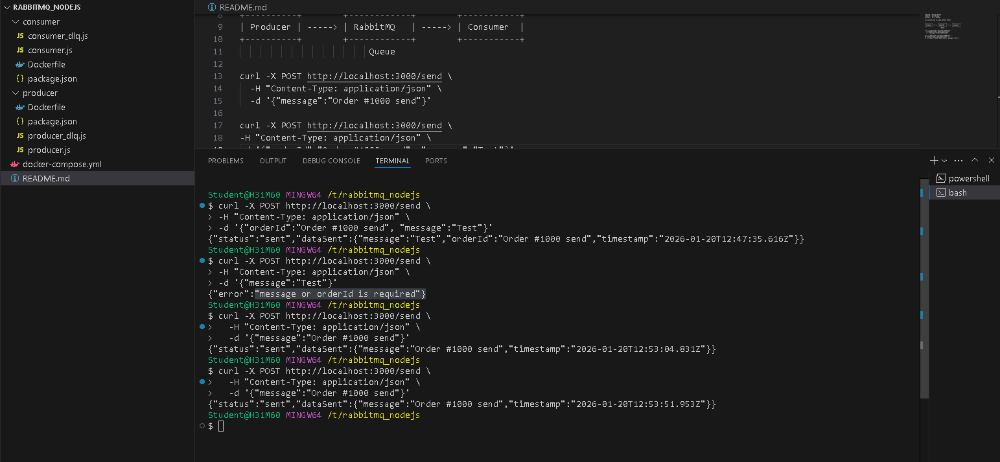 RABBITMQ_NODEJS
consumer
JS consumer_dlq.js
JS consumer.js
Dockerfile
{} package.json
producer
Dockerfile
{} package.json
JS producer_dlq.js
JS producer.js
docker-compose.yml
README.md
README.md
8 +----------+ +------------+ +-----------+
9 | Producer | -----> | RabbitMQ | -----> | Consumer |
10 +----------+ +------------+ +-----------+
11 Queue
12
13 curl -X POST http://localhost:3000/send \
14 -H "Content-Type: application/json" \
15 -d '{"message":"Order #1000 send"}'
16
17 curl -X POST http://localhost:3000/send \
18 -H "Content-Type: application/json" \
PROBLEMS OUTPUT DEBUG CONSOLE TERMINAL PORTS
powershell
bash
Student@H31M60 MINGW64 /t/rabbitmq_nodejs
$ curl -X POST http://localhost:3000/send \
> -H "Content-Type: application/json" \
> -d '{"orderId":"Order #1000 send", "message":"Test"}'
{"status":"sent","dataSent":{"message":"Test","orderId":"Order #1000 send","timestamp":"2026-01-20T12:47:35.616Z"}}
Student@H31M60 MINGW64 /t/rabbitmq_nodejs
$ curl -X POST http://localhost:3000/send \
> -H "Content-Type: application/json" \
> -d '{"message":"Test"}'
{"error":"message or orderId is required"}
Student@H31M60 MINGW64 /t/rabbitmq_nodejs
$ curl -X POST http://localhost:3000/send \
> -H "Content-Type: application/json" \
> -d '{"message":"Order #1000 send"}'
{"status":"sent","dataSent":{"message":"Order #1000 send","timestamp":"2026-01-20T12:53:04.831Z"}}
Student@H31M60 MINGW64 /t/rabbitmq_nodejs
$ curl -X POST http://localhost:3000/send \
> -H "Content-Type: application/json" \
> -d '{"message":"Order #1000 send"}'
{"status":"sent","dataSent":{"message":"Order #1000 send","timestamp":"2026-01-20T12:53:51.953Z"}}
Student@H31M60 MINGW64 /t/rabbitmq_nodejs
$